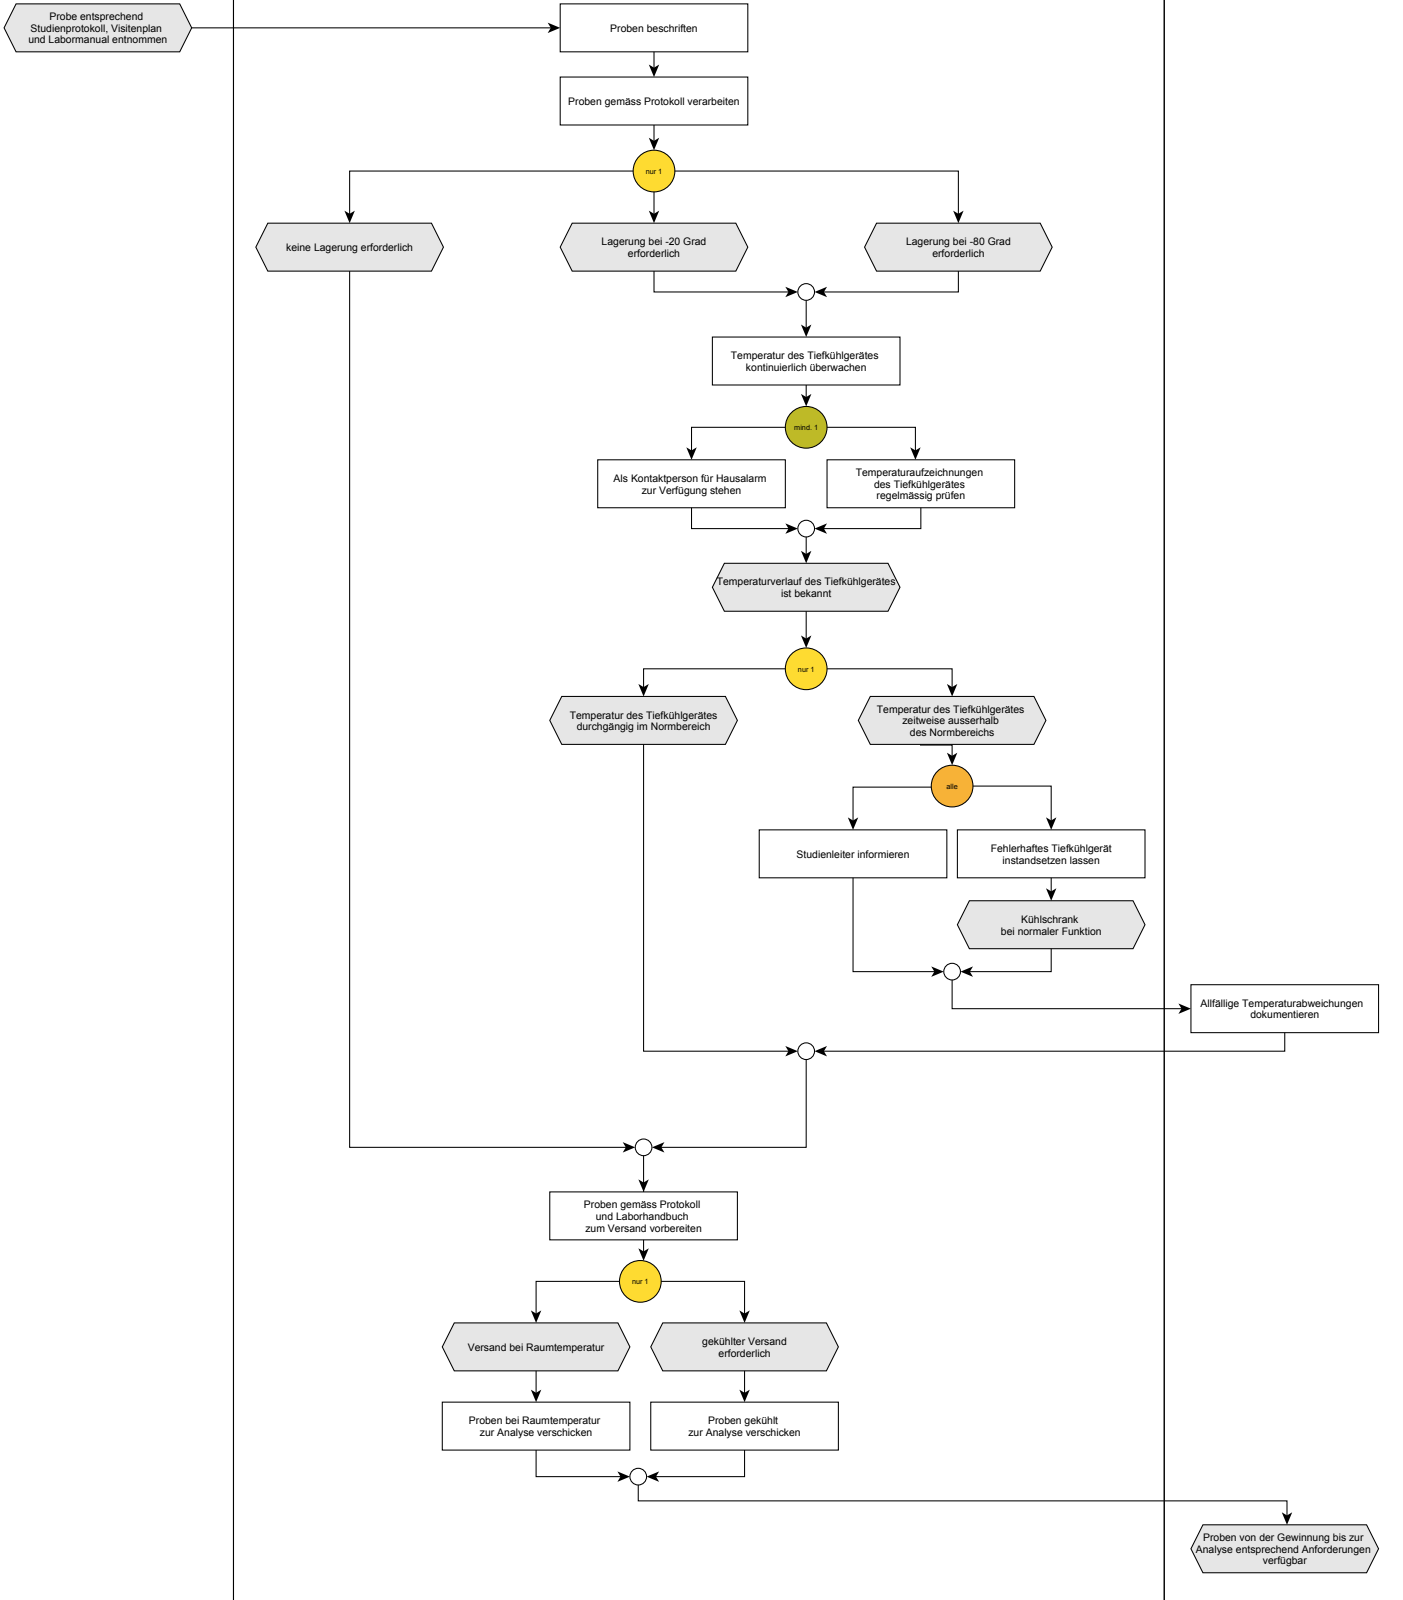 Probe entsprechend
Studienprotokoll, Visitenplan
und Labormanual entnommen
Proben beschriften
Proben gemäss Protokoll verarbeiten
nur 1
keine Lagerung erforderlich
Lagerung bei -20 Grad
erforderlich
Lagerung bei -80 Grad
erforderlich
Temperatur des Tiefkühlgerätes
kontinuierlich überwachen
mind. 1
Als Kontaktperson für Hausalarm
zur Verfügung stehen
Temperaturaufzeichnungen
des Tiefkühlgerätes
regelmässig prüfen
Temperaturverlauf des Tiefkühlgerätes
ist bekannt
nur 1
Temperatur des Tiefkühlgerätes
durchgängig im Normbereich
Temperatur des Tiefkühlgerätes
zeitweise ausserhalb
des Normbereichs
alle
Studienleiter informieren
Fehlerhaftes Tiefkühlgerät
instandsetzen lassen
Kühlschrank
bei normaler Funktion
Allfällige Temperaturabweichungen
dokumentieren
Proben gemäss Protokoll
und Laborhandbuch
zum Versand vorbereiten
nur 1
Versand bei Raumtemperatur
gekühlter Versand
erforderlich
Proben bei Raumtemperatur
zur Analyse verschicken
Proben gekühlt
zur Analyse verschicken
Proben von der Gewinnung bis zur
Analyse entsprechend Anforderungen
verfügbar